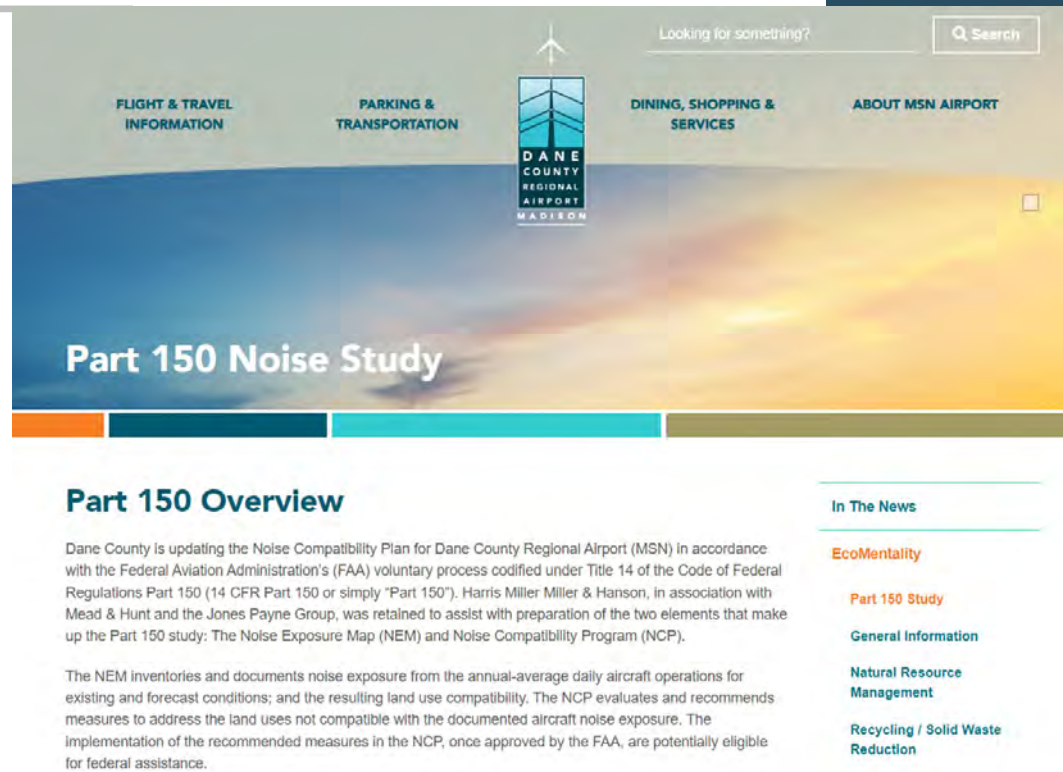 Looking for something?
Search
FLIGHT & TRAVEL
INFORMATION
PARKING &
TRANSPORTATION
DANE
COUNTY
REGIONAL
AIRPORT
MADISON
DINING, SHOPPING &
SERVICES
ABOUT MSN AIRPORT
Part 150 Noise Study
Part 150 Overview
Dane County is updating the Noise Compatibility Plan for Dane County Regional Airport (MSN) in accordance
with the Federal Aviation Administration's (FAA) voluntary process codified under Title 14 of the Code of Federal
Regulations Part 150 (14 CFR Part 150 or simply "Part 150"). Harris Miller Miller & Hanson, in association with
Mead & Hunt and the Jones Payne Group, was retained to assist with preparation of the two elements that make
up the Part 150 study: The Noise Exposure Map (NEM) and Noise Compatibility Program (NCP).
The NEM inventories and documents noise exposure from the annual-average daily aircraft operations for
existing and forecast conditions; and the resulting land use compatibility. The NCP evaluates and recommends
measures to address the land uses not compatible with the documented aircraft noise exposure. The
implementation of the recommended measures in the NCP, once approved by the FAA, are potentially eligible
for federal assistance.
In The News
EcoMentality
Part 150 Study
General Information
Natural Resource
Management
Recycling / Solid Waste
Reduction